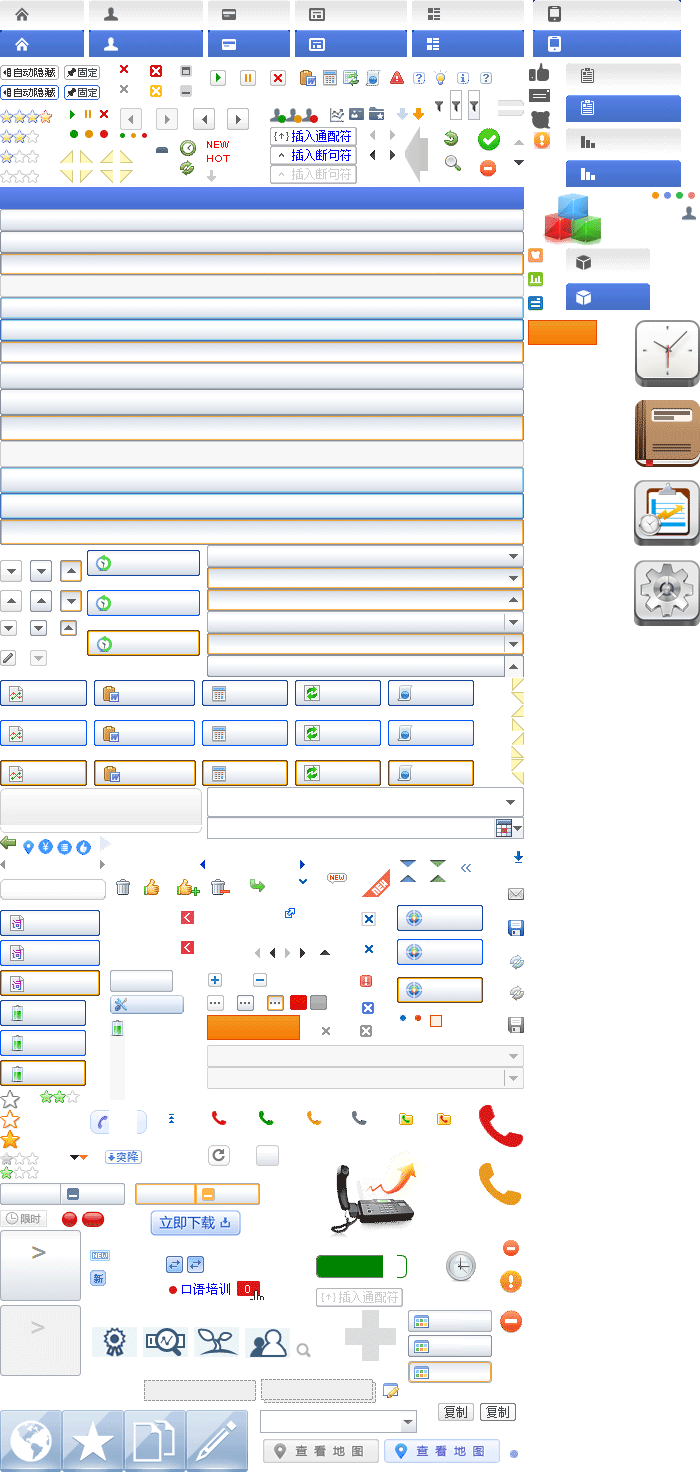 自动隐藏 固定
自动隐藏 固定
NEW
HOT
{↑}插入通配符
^ 插入断句符
^ 插入断句符
NEW
NEW
词
词
词
突降
限时
立即下载
>
NEW
新
口语培训 0
{↑}插入通配符
>
复制 复制
查看地图 查看地图